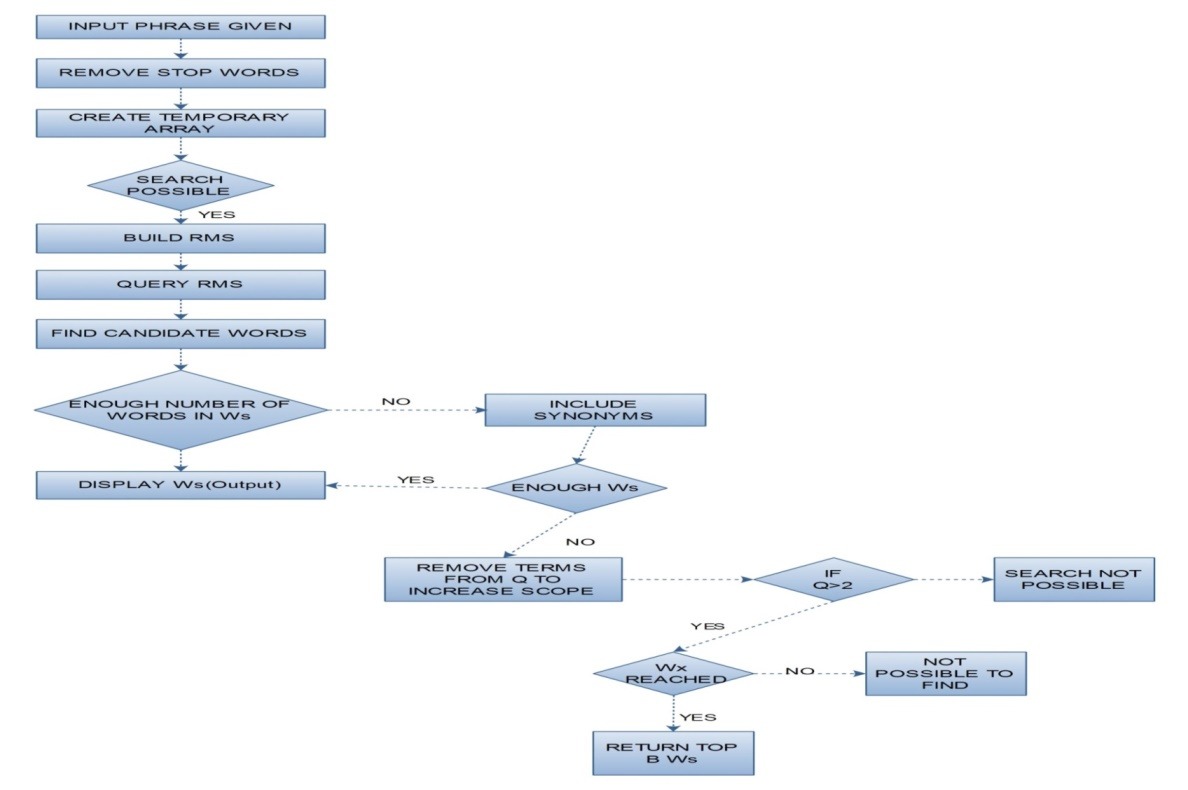 INPUT PHRASE GIVEN
REMOVE STOP WORDS
CREATE TEMPORARY
ARRAY
SEARCH
POSSIBLE
YES
BUILD RMS
QUERY RMS
FIND CANDIDATE WORDS
ENOUGH NUMBER OF
WORDS IN Ws
NO
INCLUDE
SYNONYMS
DISPLAY Ws(Output)
YES
ENOUGH Ws
NO
REMOVE TERMS
FROM Q TO
INCREASE SCOPE
IF
Q>2
SEARCH NOT
POSSIBLE
YES
Wx
REACHED
NO
NOT
POSSIBLE TO
FIND
YES
RETURN TOP
B Ws